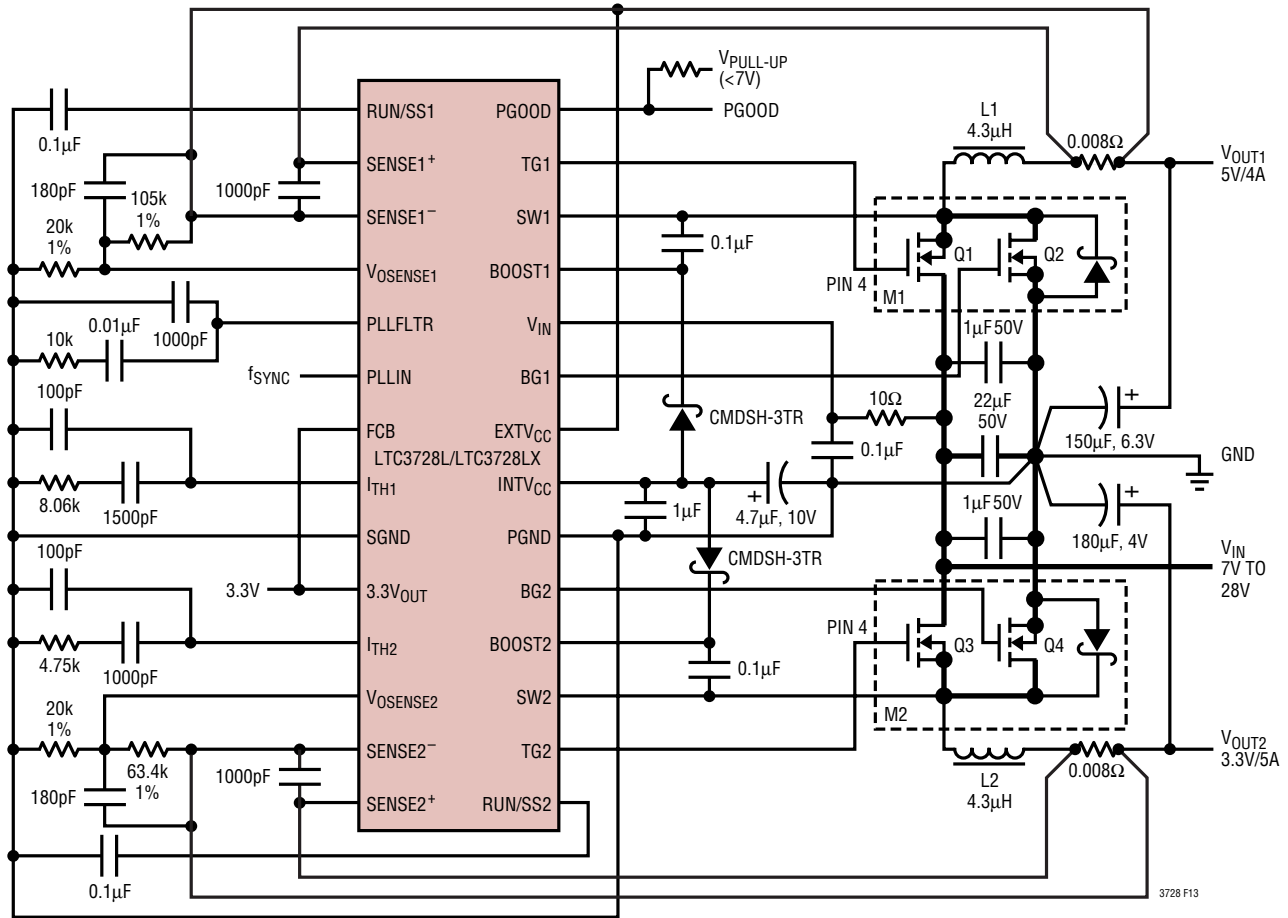 RUN/SS1
SENSE1+
SENSE1–
VOSENSE1
PLLFLTR
PLLIN
FCB
ITH1
SGND
3.3VOUT
ITH2
VOSENSE2
SENSE2–
SENSE2+
PGOOD
TG1
SW1
BOOST1
VIN
BG1
EXTVCC
LTC3728L/LTC3728LX
INTVCC
PGND
BG2
BOOST2
SW2
TG2
RUN/SS2
0.1µF
180pF
105k
1%
1000pF
20k
1%
0.01µF
1000pF
10k
fSYNC
100pF
8.06k
1500pF
100pF
3.3V
4.75k
1000pF
20k
1%
63.4k
1%
180pF
1000pF
0.1µF
VPULL-UP
(<7V)
PGOOD
L1
4.3µH
0.008Ω
VOUT1
5V/4A
0.1µF
Q1
Q2
PIN 4
M1
1µF 50V
CMDSH-3TR
10Ω
22µF
50V
0.1µF
150µF, 6.3V
GND
1µF
4.7µF, 10V
1µF 50V
180µF, 4V
CMDSH-3TR
VIN
7V TO
28V
PIN 4
Q3
Q4
0.1µF
M2
L2
4.3µH
0.008Ω
VOUT2
3.3V/5A
3728 F13